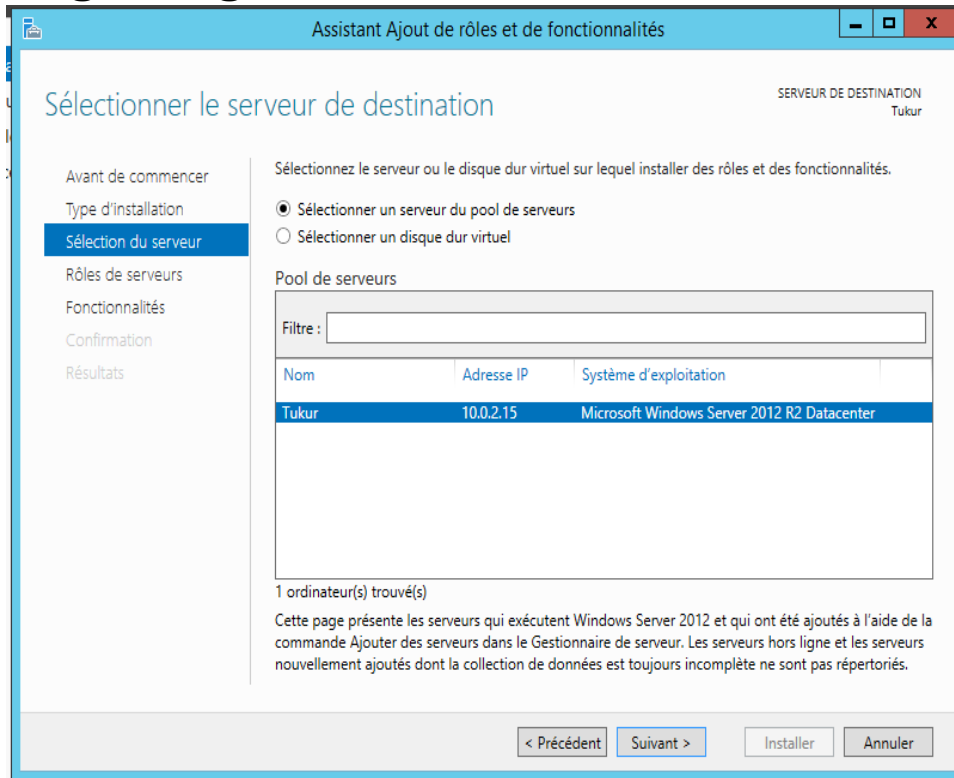 Assistant Ajout de rôles et de fonctionnalités
Sélectionner le serveur de destination
SERVEUR DE DESTINATION
Tukur
Avant de commencer
Type d'installation
Sélection du serveur
Rôles de serveurs
Fonctionnalités
Confirmation
Résultats
Sélectionnez le serveur ou le disque dur virtuel sur lequel installer des rôles et des fonctionnalités.
Sélectionner un serveur du pool de serveurs
Sélectionner un disque dur virtuel
Pool de serveurs
Filtre :
Nom Adresse IP Système d'exploitation
Tukur 10.0.2.15 Microsoft Windows Server 2012 R2 Datacenter
1 ordinateur(s) trouvé(s)
Cette page présente les serveurs qui exécutent Windows Server 2012 et qui ont été ajoutés à l'aide de la
commande Ajouter des serveurs dans le Gestionnaire de serveur. Les serveurs hors ligne et les serveurs
nouvellement ajoutés dont la collection de données est toujours incomplète ne sont pas répertoriés.
< Précédent Suivant > Installer Annuler